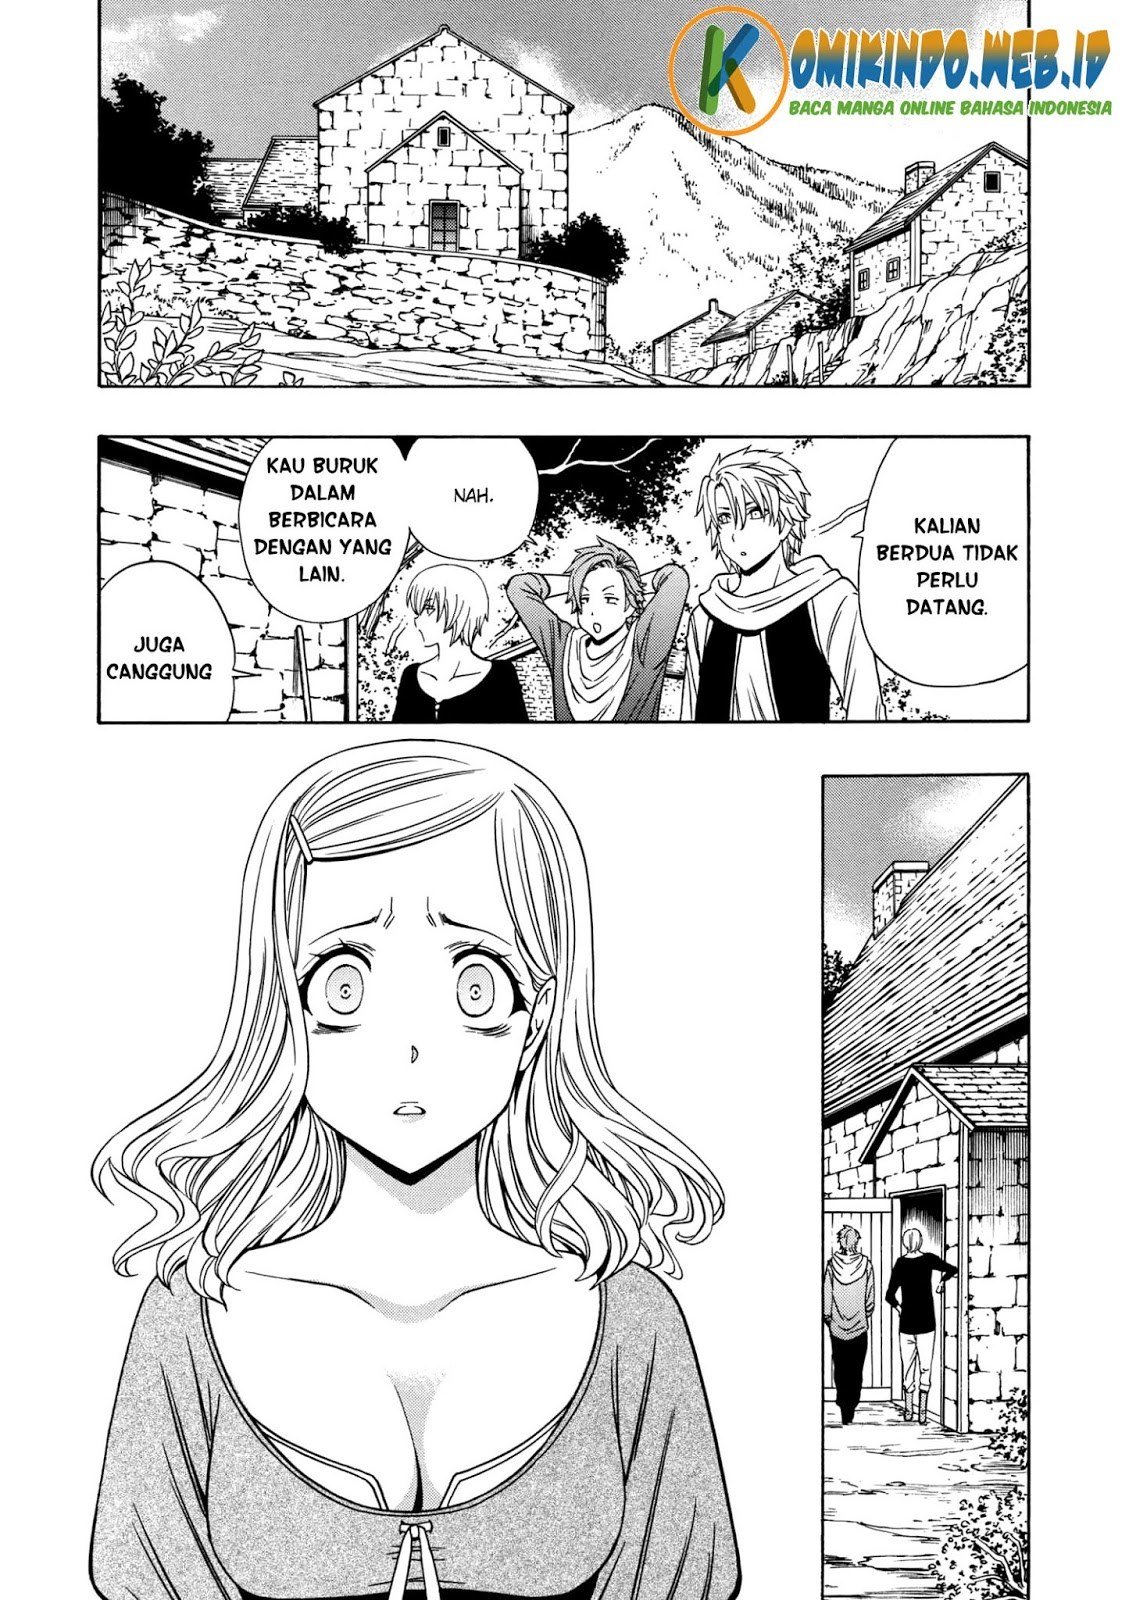 KOMIKINDO.WEB.ID
BACA MANGA ONLINE BAHASA INDONESIA
KALIAN
BERDUA TIDAK
PERLU
DATANG.
NAH.
KAU BURUK
DALAM
BERBICARA
DENGAN YANG
LAIN.
JUGA
CANGGUNG